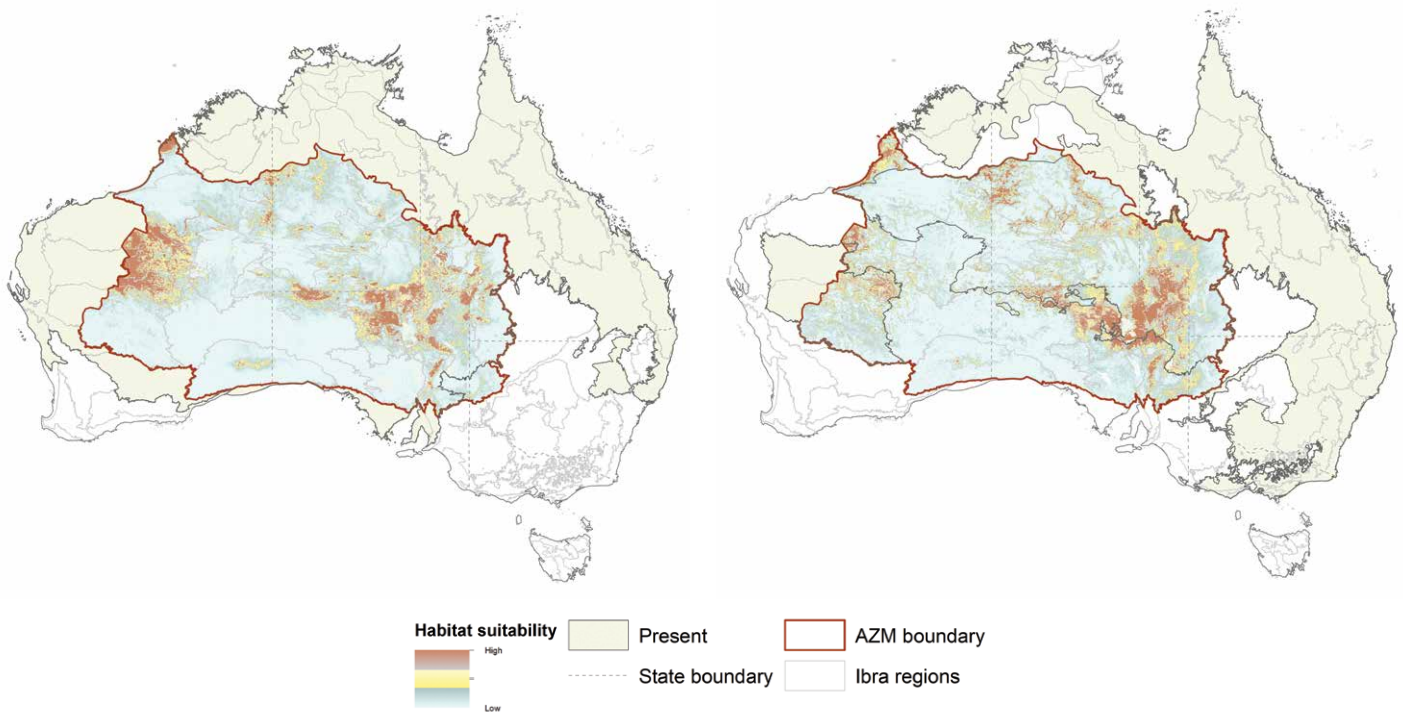 Habitat suitability
High
Low
Present
AZM boundary
State boundary
Ibra regions